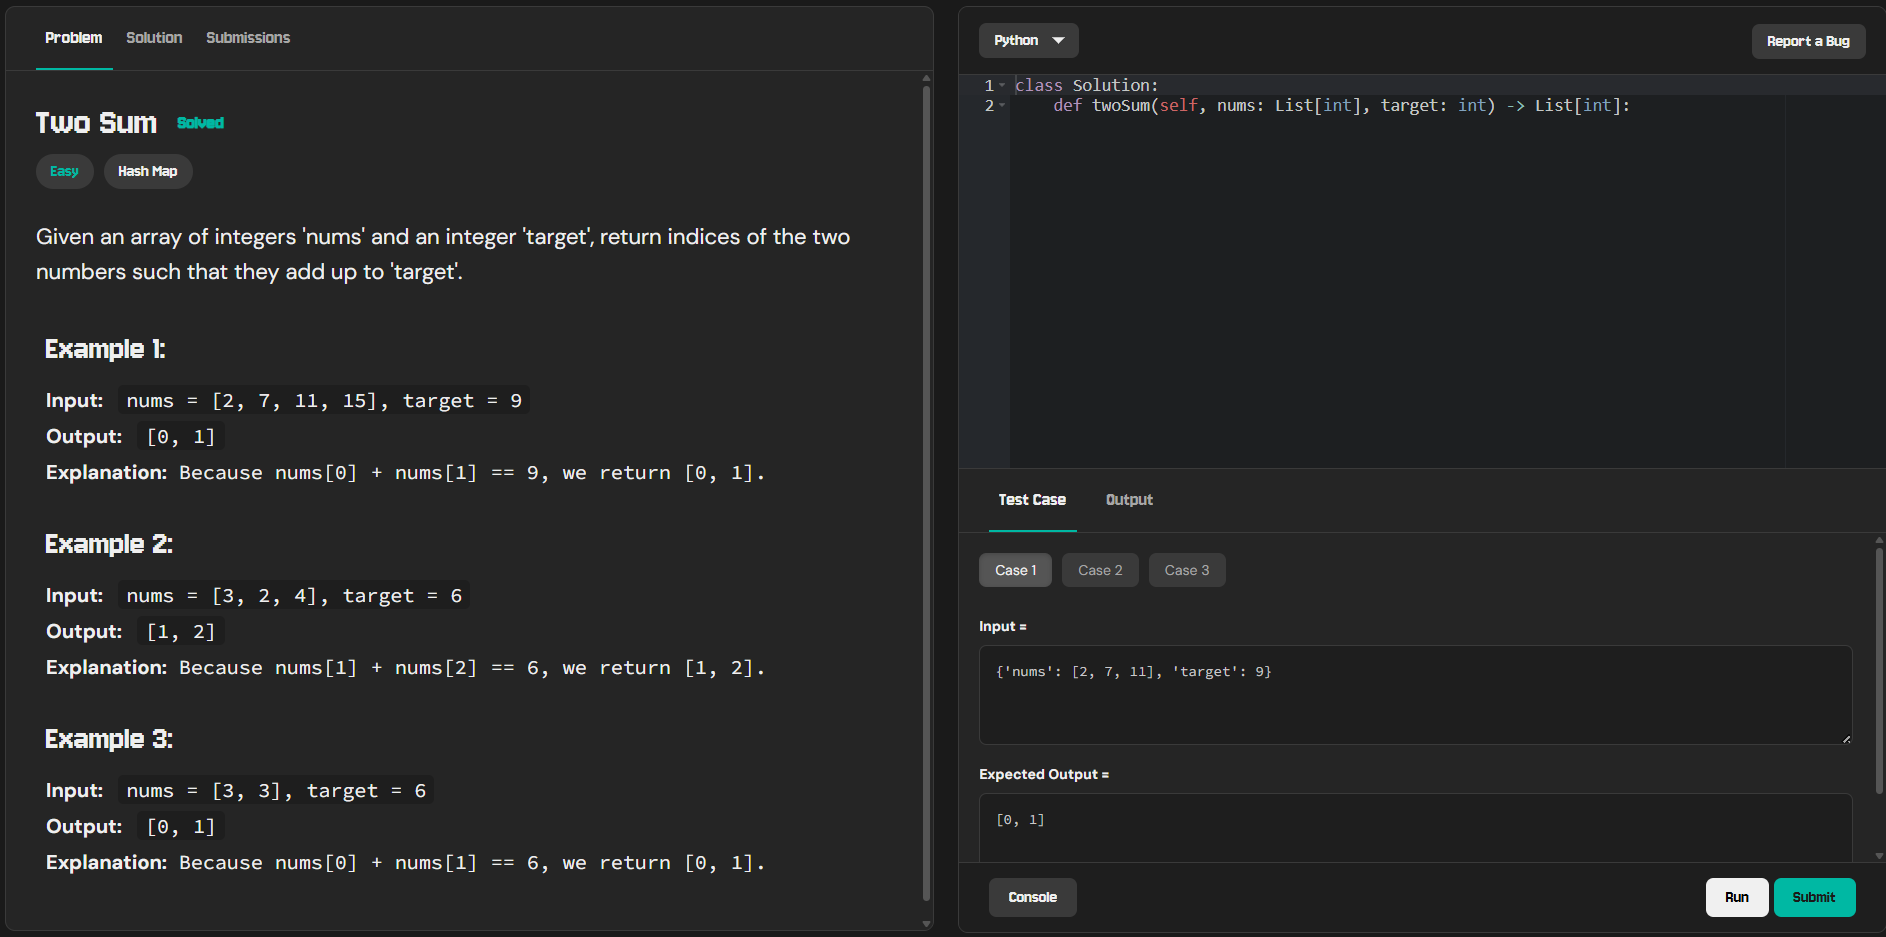 Problem Solution Submissions
Two Sum Solved
Easy Hash Map
Given an array of integers 'nums' and an integer 'target', return indices of the two
numbers such that they add up to 'target'.
Example 1:
Input: nums = [2, 7, 11, 15], target = 9
Output: [0, 1]
Explanation: Because nums[0] + nums[1] == 9, we return [0, 1].
Example 2:
Input: nums = [3, 2, 4], target = 6
Output: [1, 2]
Explanation: Because nums[1] + nums[2] == 6, we return [1, 2].
Example 3:
Input: nums = [3, 3], target = 6
Output: [0, 1]
Explanation: Because nums[0] + nums[1] == 6, we return [0, 1].
Python Report a Bug
1 class Solution:
2 def twoSum(self, nums: List[int], target: int) -> List[int]:
Test Case Output
Case 1 Case 2 Case 3
Input =
{'nums': [2, 7, 11], 'target': 9}
Expected Output =
[0, 1]
Console Run Submit